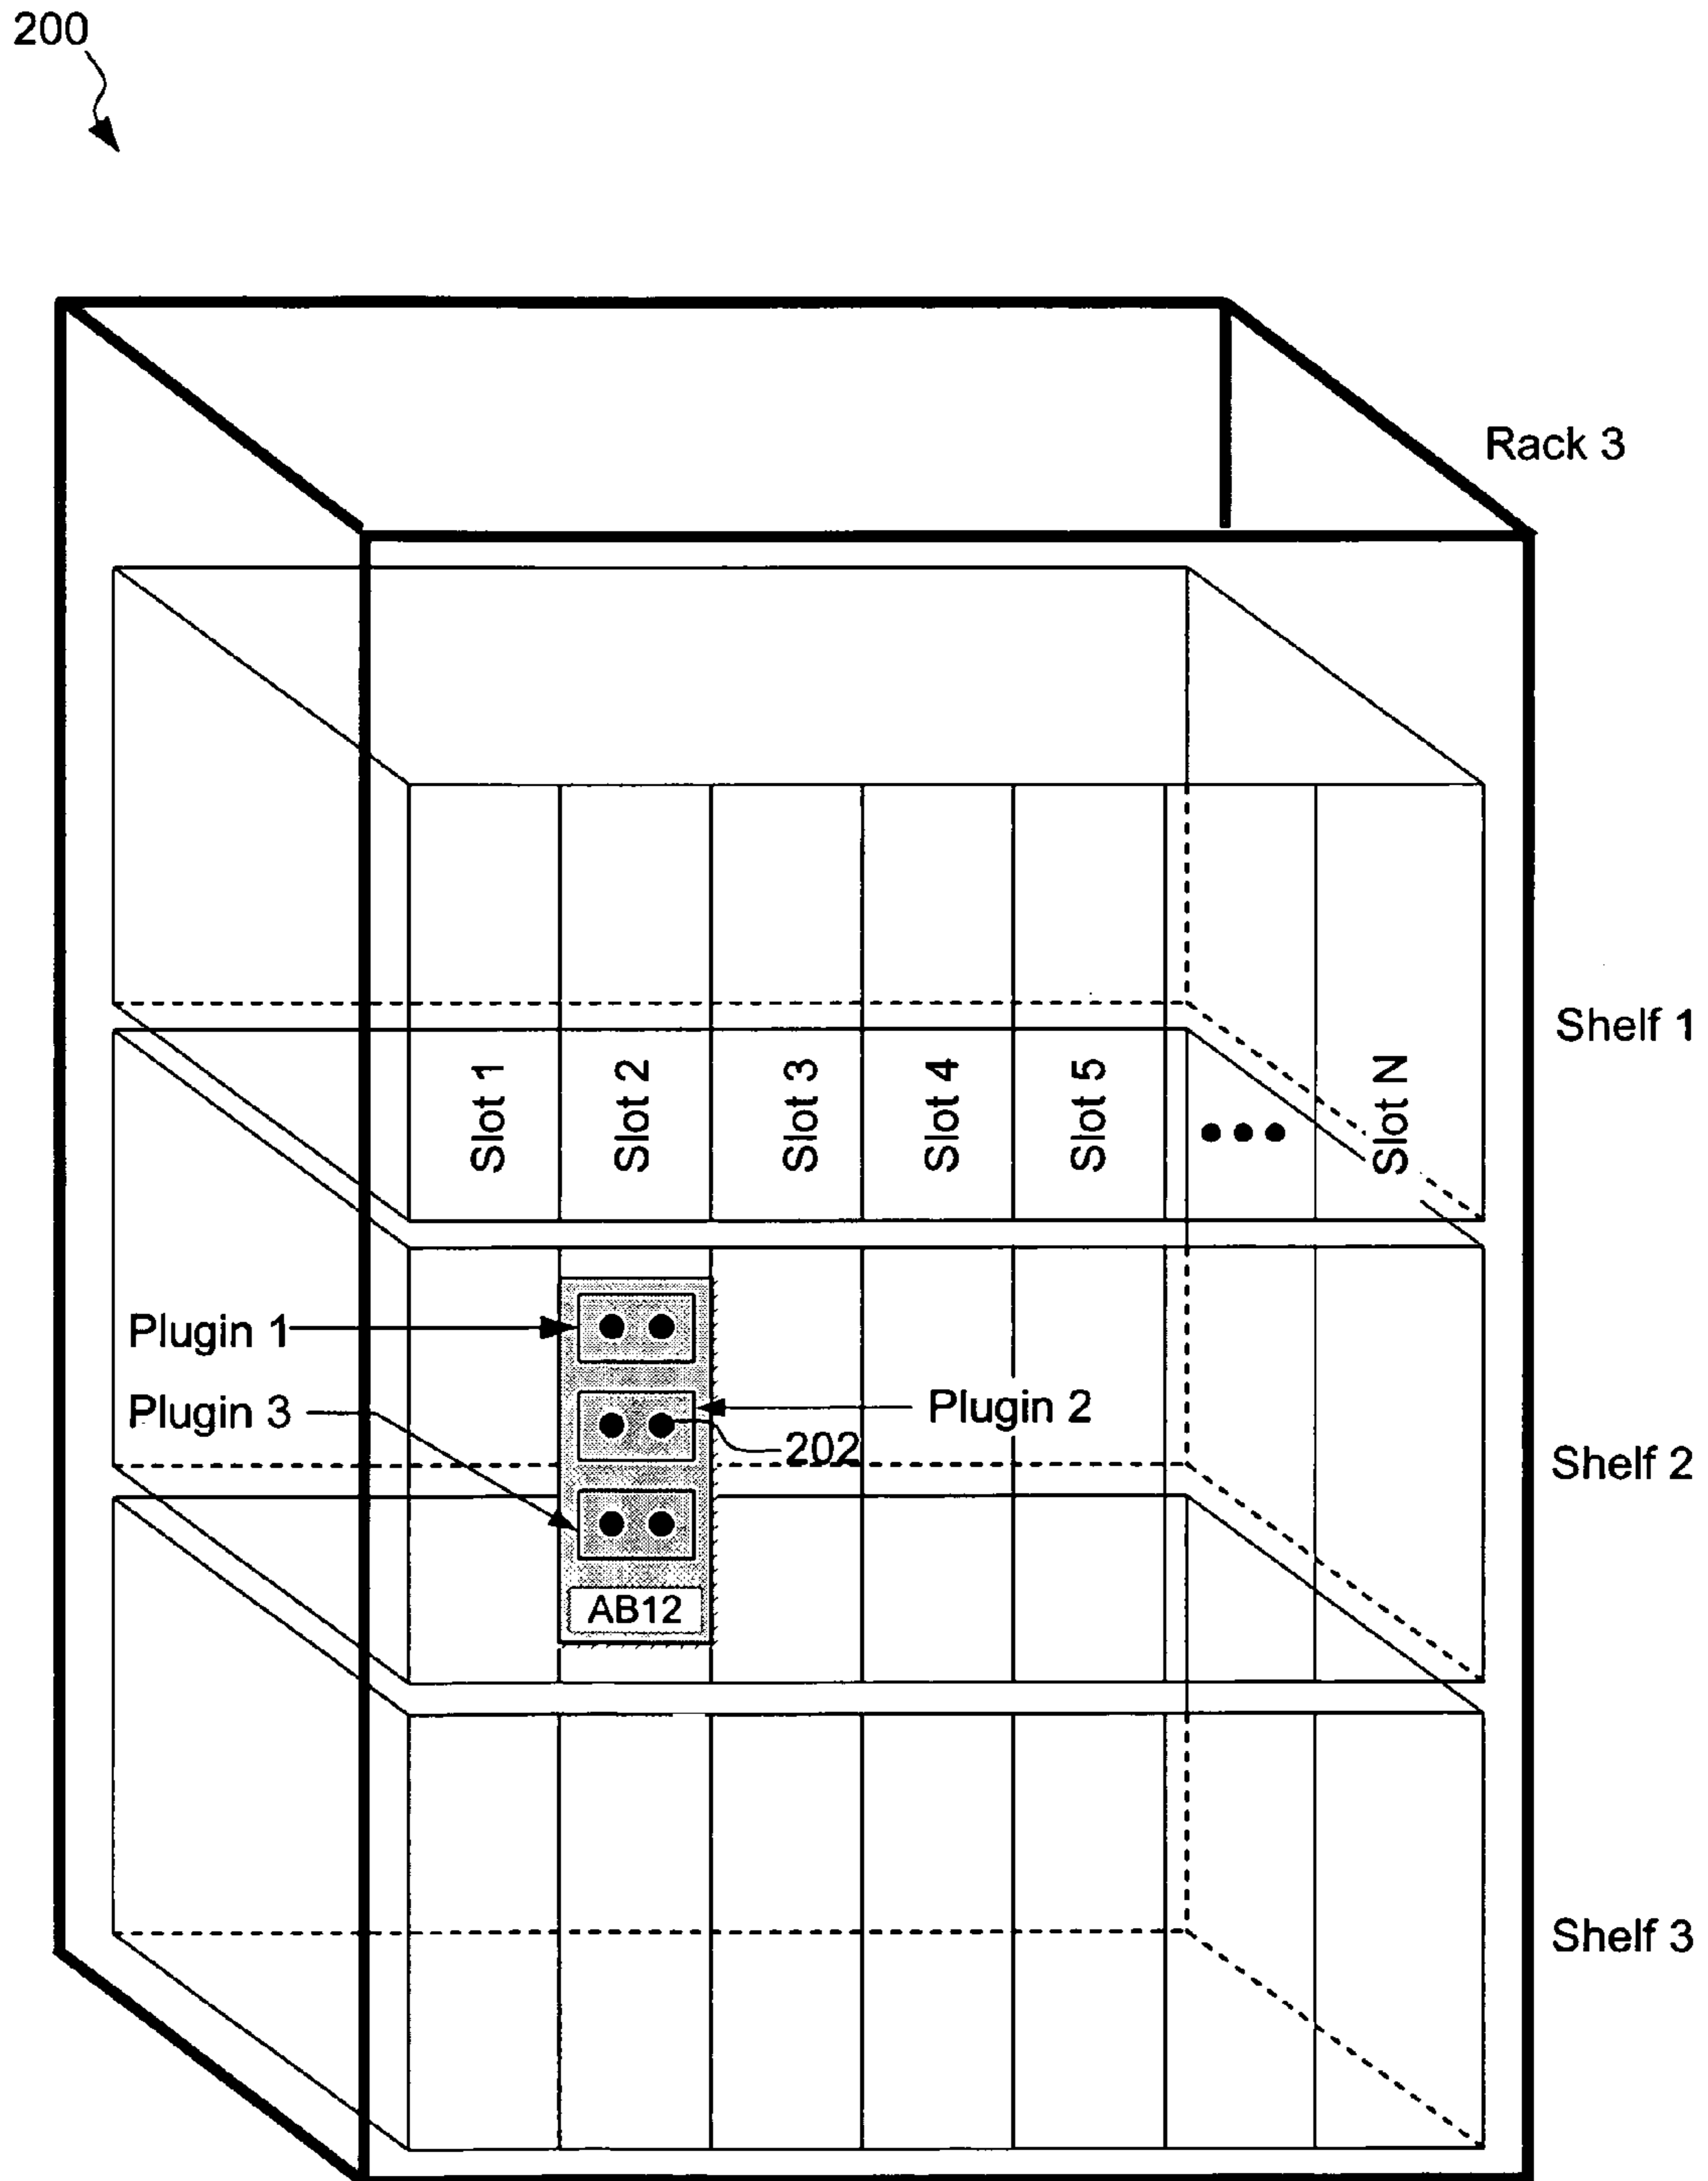 200
Rack 3
Shelf 1
Slot 1
Slot 2
Slot 3
Slot 4
Slot 5
Slot N
Plugin 1
Plugin 2
Plugin 3
202
Shelf 2
AB12
Shelf 3